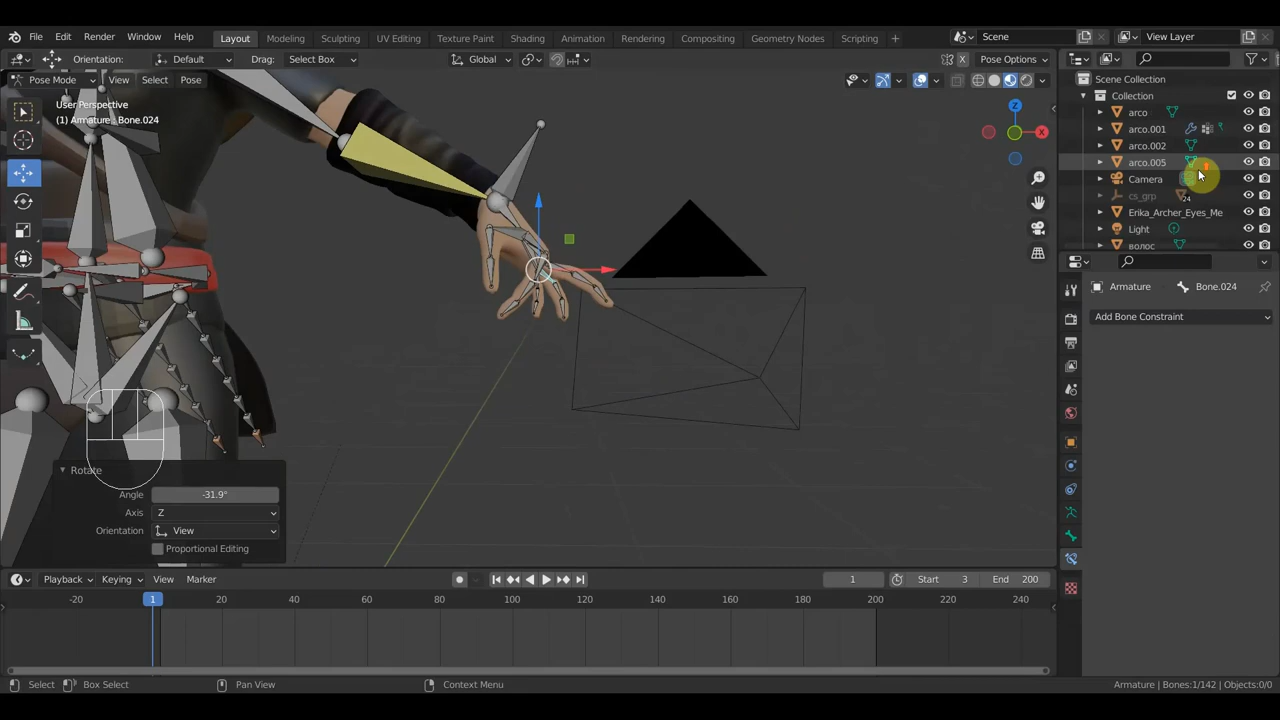 File Edit Render Window Help Layout Modeling Sculpting UV Editing Texture Paint Shading Animation Rendering Compositing Geometry Nodes Scripting + Scene View Layer
Orientation: Default Drag: Select Box Global Pose Options
Pose Mode View Select Pose
User Perspective
(1) Armature : Bone.024
Z
X
Scene Collection
Collection
arco
arco.001
arco.002
arco.005
Camera
cs_grp
24
Erika_Archer_Eyes_Me
Light
волос
Armature Bone.024
Add Bone Constraint
Rotate
Angle -31.9°
Axis Z
Orientation View
Proportional Editing
Playback Keying View Marker 1 Start 3 End 200
-20 1 20 40 60 80 100 120 140 160 180 200 220 240
Select Box Select Pan View Context Menu Armature | Bones:1/142 | Objects:0/0